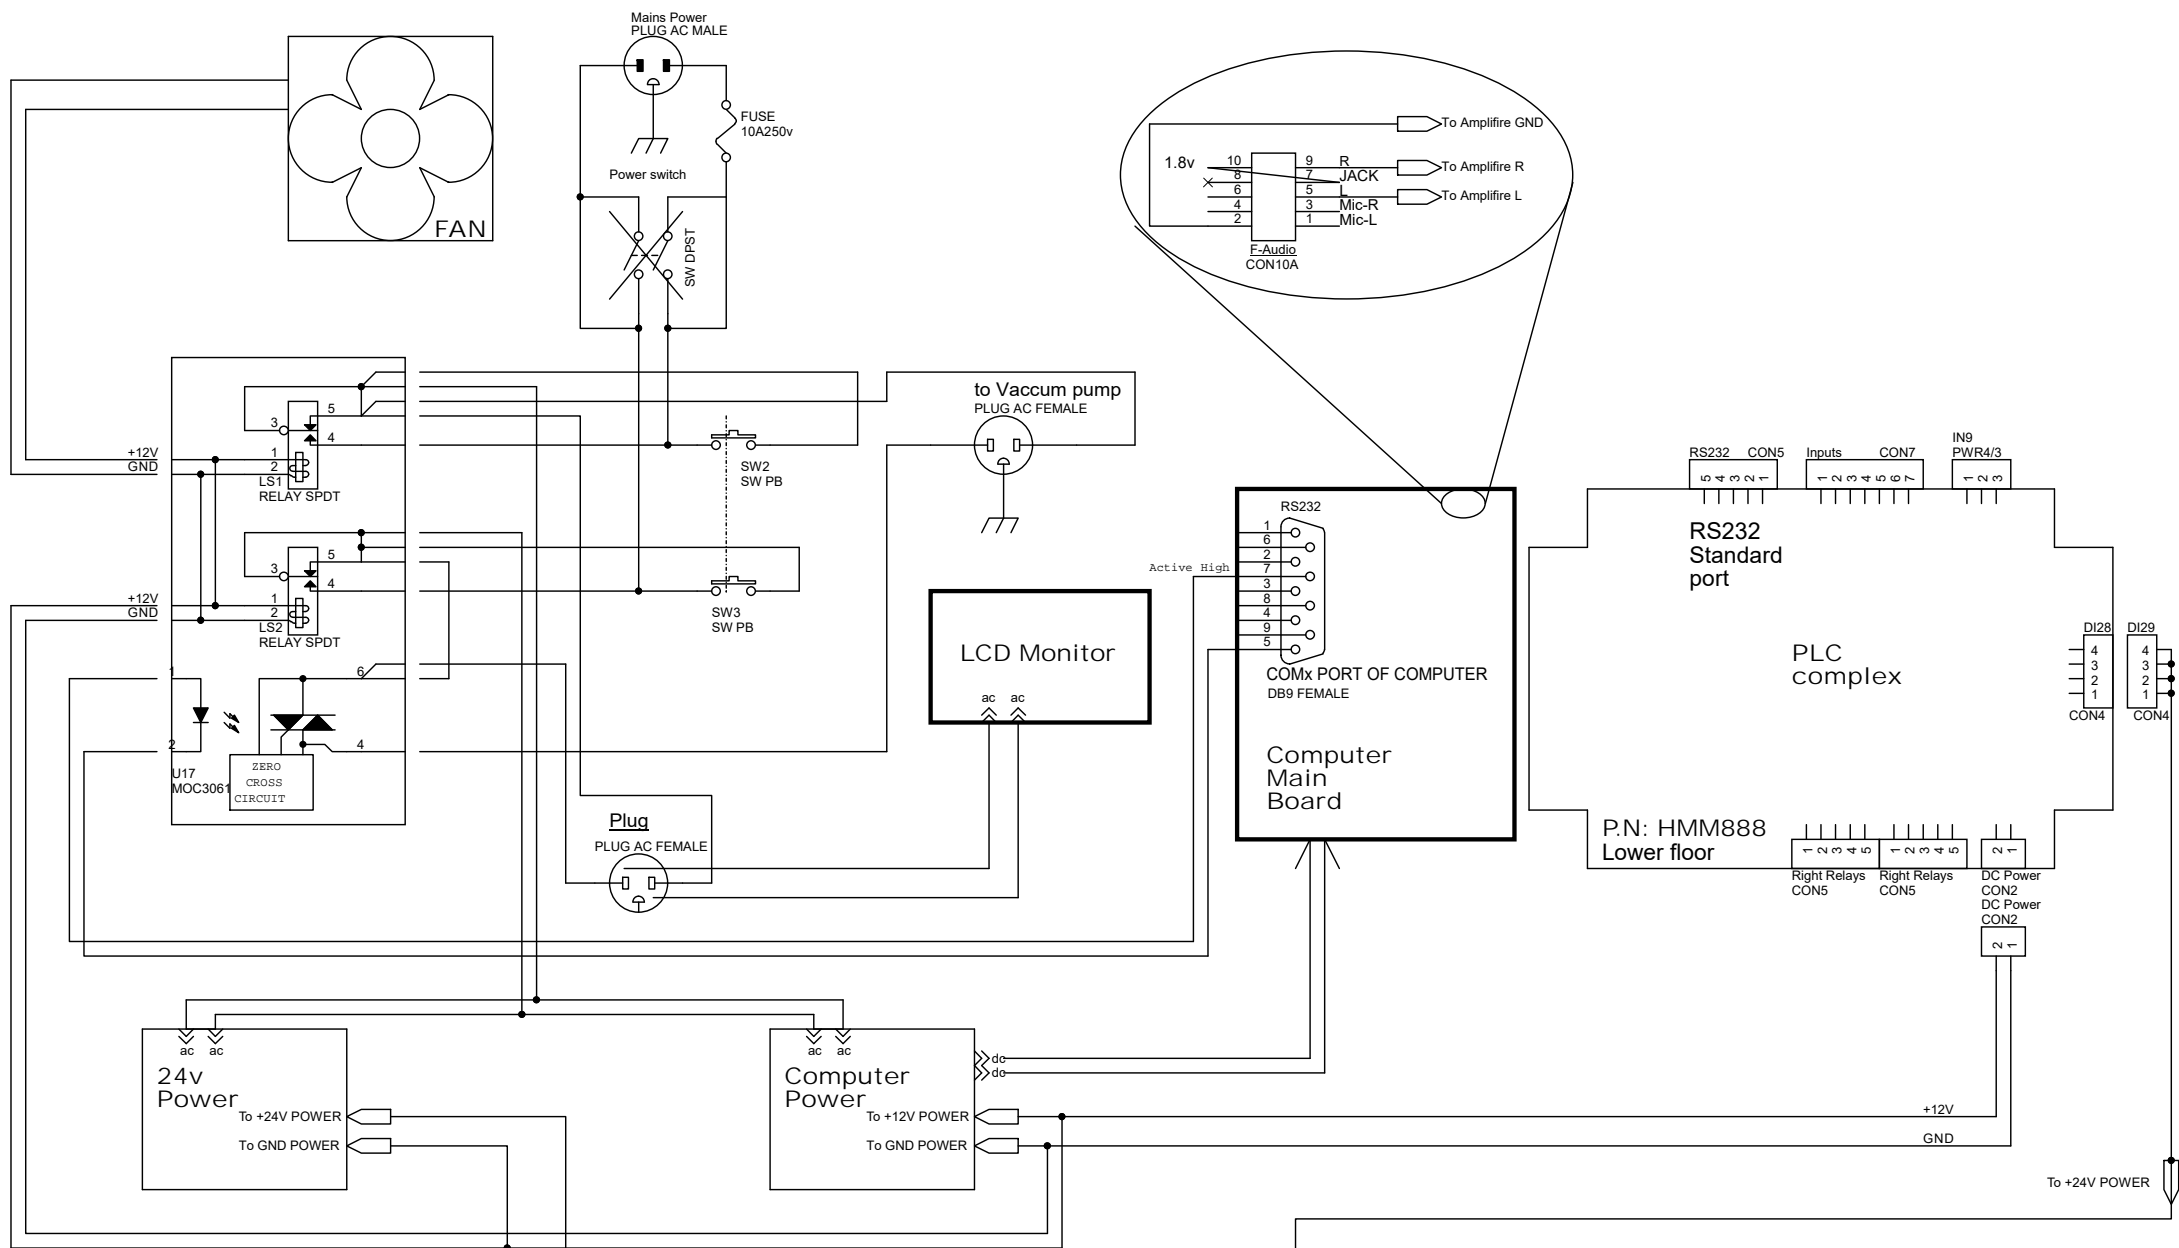 Mains Power
PLUG AC MALE
FUSE
10A250v
Power switch
SW DPST
FAN
To Amplifire GND
1.8v
10
9
R
To Amplifire R
8
7
JACK
6
5
L
To Amplifire L
4
3
Mic-R
2
1
Mic-L
F-Audio
CON10A
5
3
4
+12V
1
GND
2
LS1
RELAY SPDT
SW2
SW PB
to Vaccum pump
PLUG AC FEMALE
5
3
4
+12V
1
GND
2
LS2
RELAY SPDT
SW3
SW PB
1
6
2
4
U17
MOC3061
ZERO
CROSS
CIRCUIT
LCD Monitor
ac ac
Plug
PLUG AC FEMALE
RS232
1
6
2
Active High
7
3
8
4
9
5
COMx PORT OF COMPUTER
DB9 FEMALE
Computer
Main
Board
RS232 CON5
5 4 3 2 1
Inputs CON7
1 2 3 4 5 6 7
IN9
PWR4/3
1 2 3
RS232
Standard
port
PLC
complex
DI28
4
3
2
1
CON4
DI29
4
3
2
1
CON4
P.N: HMM888
Lower floor
1 2 3 4 5
1 2 3 4 5
2 1
Right Relays
CON5
Right Relays
CON5
DC Power
CON2
DC Power
CON2
2 1
ac ac
24v
Power
To +24V POWER
To GND POWER
ac ac
dc
dc
Computer
Power
To +12V POWER
To GND POWER
+12V
GND
To +24V POWER